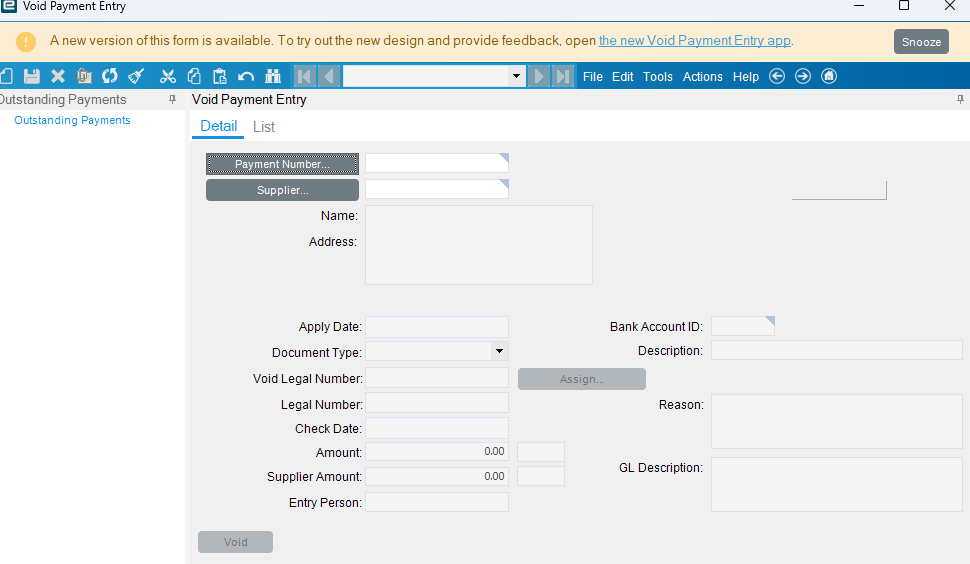 Void Payment Entry
A new version of this form is available. To try out the new design and provide feedback, open the new Void Payment Entry app.
Snooze
File Edit Tools Actions Help
Outstanding Payments
Void Payment Entry
Outstanding Payments
Detail List
Payment Number...
Supplier...
Name:
Address:
Apply Date:
Bank Account ID:
Document Type:
Description:
Void Legal Number:
Assign...
Legal Number:
Reason:
Check Date:
Amount: 0.00
GL Description:
Supplier Amount: 0.00
Entry Person:
Void